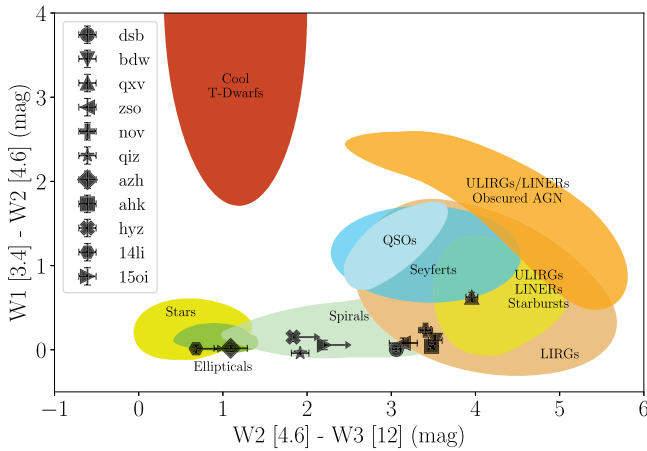 4
3
2
1
0
W1 [3.4] - W2 [4.6] (mag)
dsb
bdw
qxv
zso
nov
qiz
azh
ahk
hyz
14li
15oi
Cool
T-Dwarfs
ULIRGs/LINERs
Obscured AGN
QSOs
Seyferts
ULIRGs
LINERs
Starbursts
Stars
Spirals
LIRGs
Ellipticals
−1 0 1 2 3 4 5 6
W2 [4.6] - W3 [12] (mag)